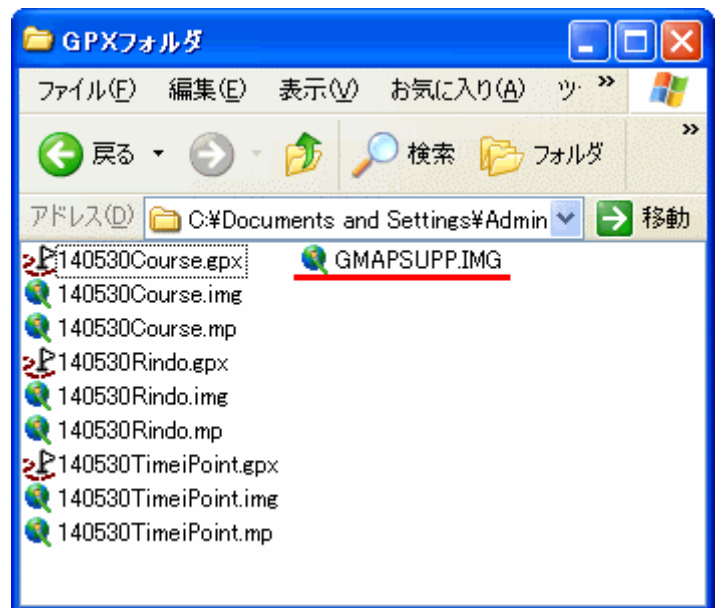 GPXフォルダ
ファイル(F) 編集(E) 表示(V) お気に入り(A) ツ »
戻る 検索 フォルダ »
アドレス(D) C:¥Documents and Settings¥Admin 移動
140530Course.gpx GMAPSUPP.IMG
140530Course.img
140530Course.mp
140530Rindo.gpx
140530Rindo.img
140530Rindo.mp
140530TimeiPoint.gpx
140530TimeiPoint.img
140530TimeiPoint.mp